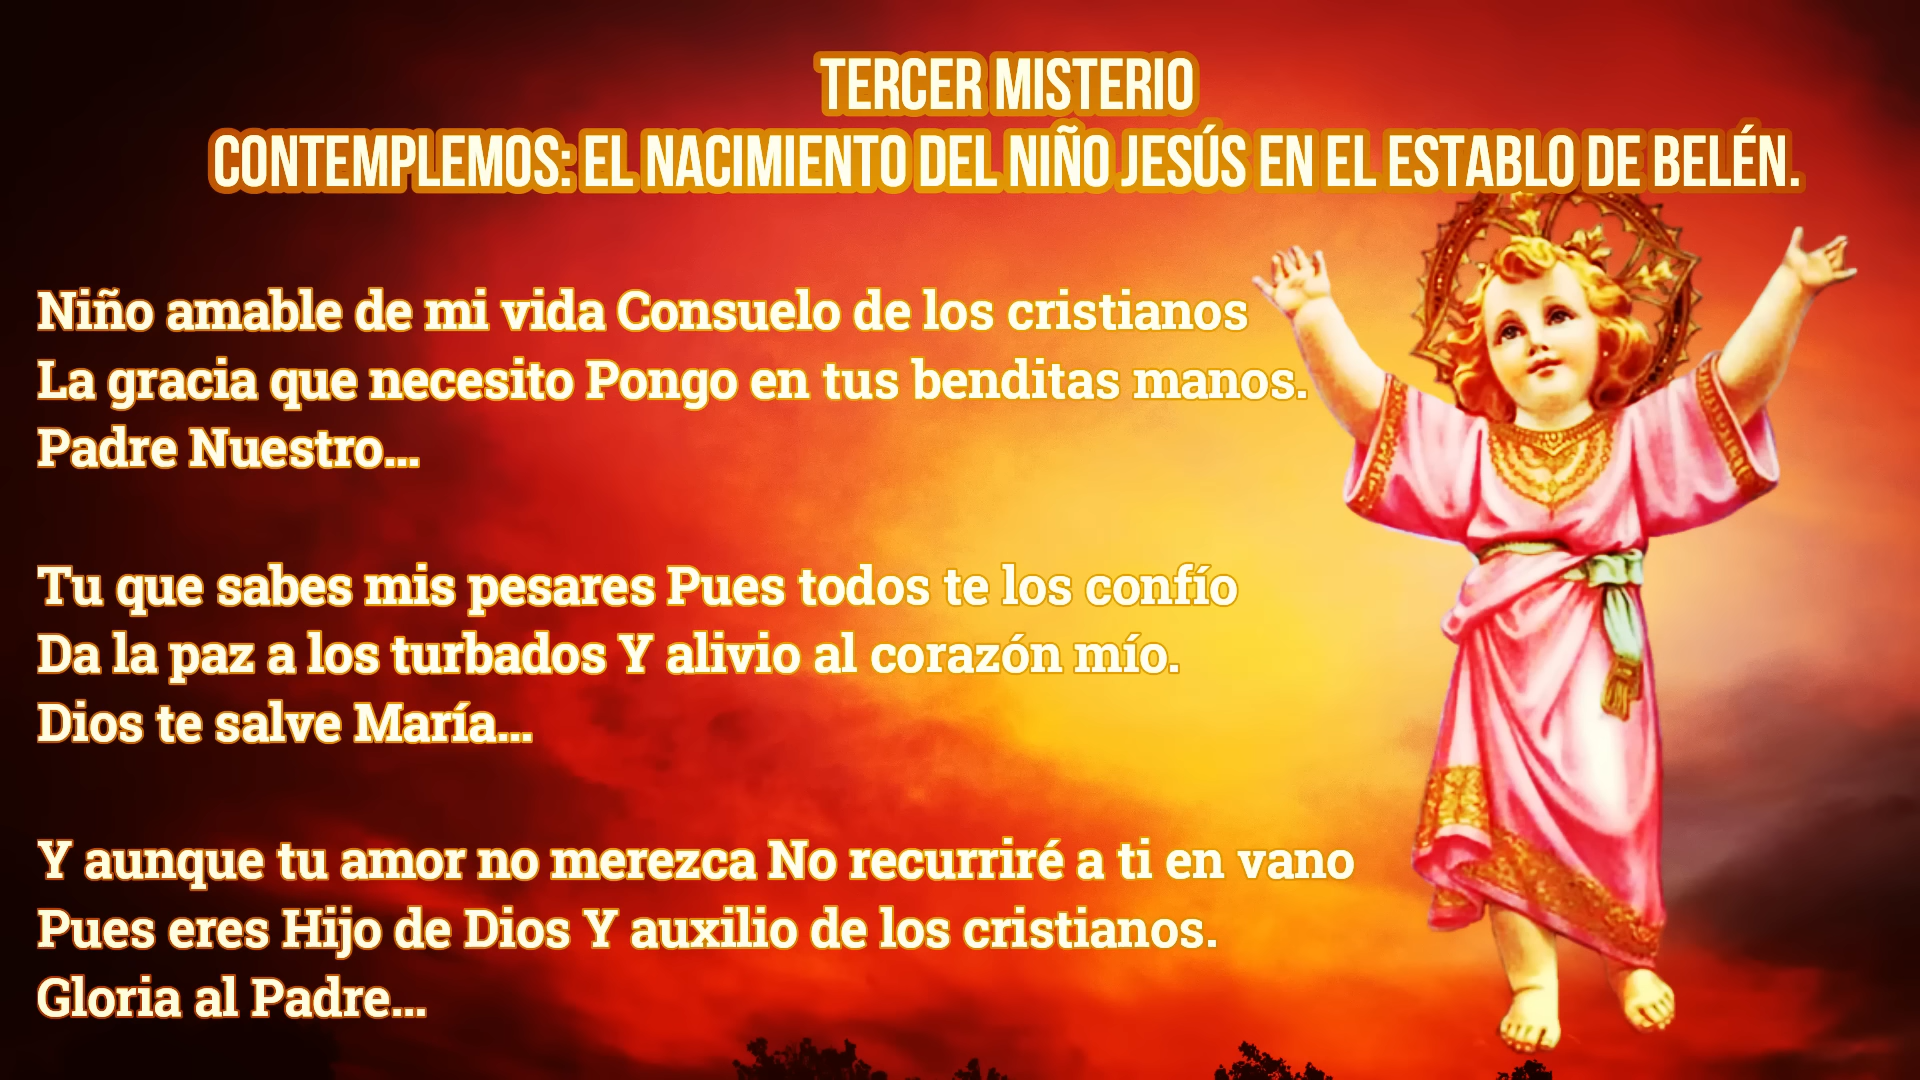 TERCER MISTERIO
CONTEMPLEMOS: EL NACIMIENTO DEL NIÑO JESÚS EN EL ESTABLO DE BELÉN.
Niño amable de mi vida Consuelo de los cristianos
La gracia que necesito Pongo en tus benditas manos.
Padre Nuestro...
Tu que sabes mis pesares Pues todos te los confío
Da la paz a los turbados Y alivio al corazón mío.
Dios te salve María...
Y aunque tu amor no merezca No recurriré a ti en vano
Pues eres Hijo de Dios Y auxilio de los cristianos.
Gloria al Padre...